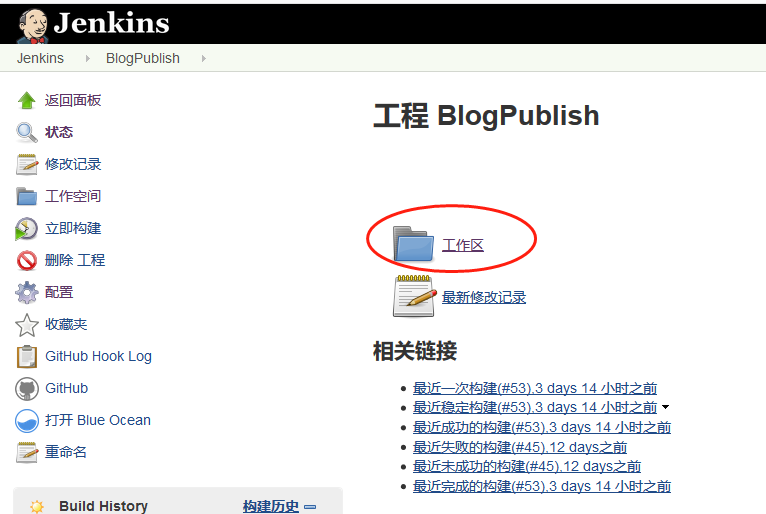 Jenkins
Jenkins
BlogPublish
返回面板
状态
修改记录
工作空间
立即构建
删除 工程
配置
收藏夹
GitHub Hook Log
GitHub
打开 Blue Ocean
重命名
Build History
构建历史
工程 BlogPublish
工作区
最新修改记录
相关链接
最近一次构建(#53),3 days 14 小时之前
最近稳定构建(#53),3 days 14 小时之前
最近成功的构建(#53),3 days 14 小时之前
最近失败的构建(#45),12 days之前
最近未成功的构建(#45),12 days之前
最近完成的构建(#53),3 days 14 小时之前